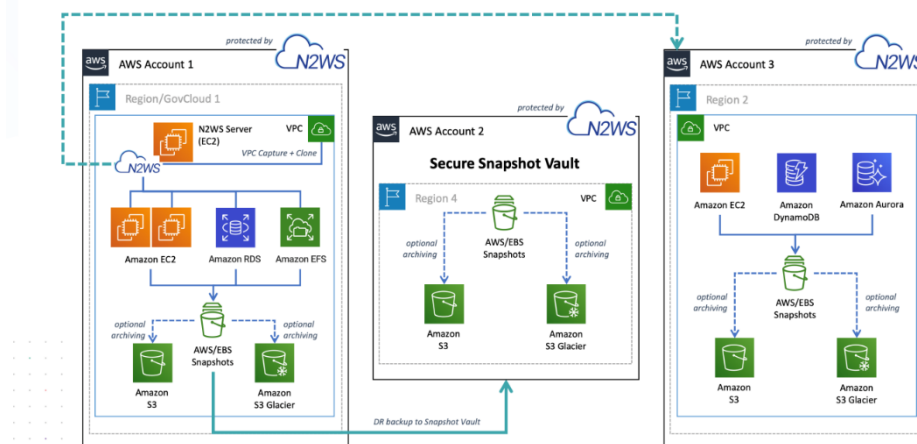 protected by
N2WS
aws
AWS Account 1
Region/GovCloud 1
N2WS Server
(EC2)
VPC
VPC Capture + Clone
N2WS
Amazon EC2
Amazon RDS
Amazon EFS
optional
archiving
optional
archiving
AWS/EBS
Snapshots
Amazon
S3
Amazon
S3 Glacier
DR backup to Snapshot Vault
protected by
N2WS
aws
AWS Account 2
Secure Snapshot Vault
Region 4
VPC
optional
archiving
optional
archiving
AWS/EBS
Snapshots
Amazon
S3
Amazon
S3 Glacier
protected by
N2WS
aws
AWS Account 3
Region 2
VPC
Amazon EC2
Amazon
DynamoDB
Amazon Aurora
optional
archiving
optional
archiving
AWS/EBS
Snapshots
Amazon
S3
Amazon
S3 Glacier